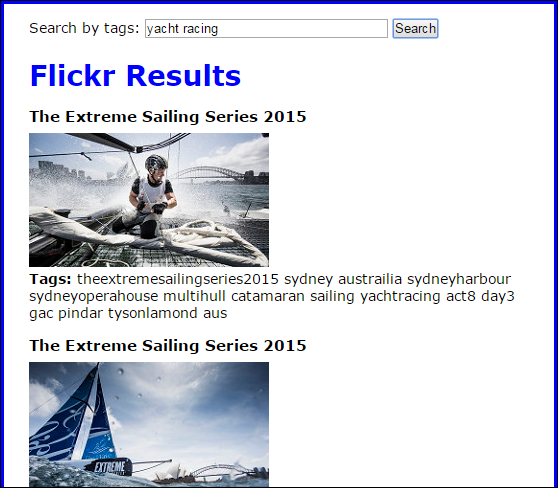 Search by tags: yacht racing Search
Flickr Results
The Extreme Sailing Series 2015
Tags: theextremesailingseries2015 sydney austrailia sydneyharbour
sydneyoperahouse multihull catamaran sailing yachtracing act8 day3
gac pindar tysonlamond aus
The Extreme Sailing Series 2015
EXTREME